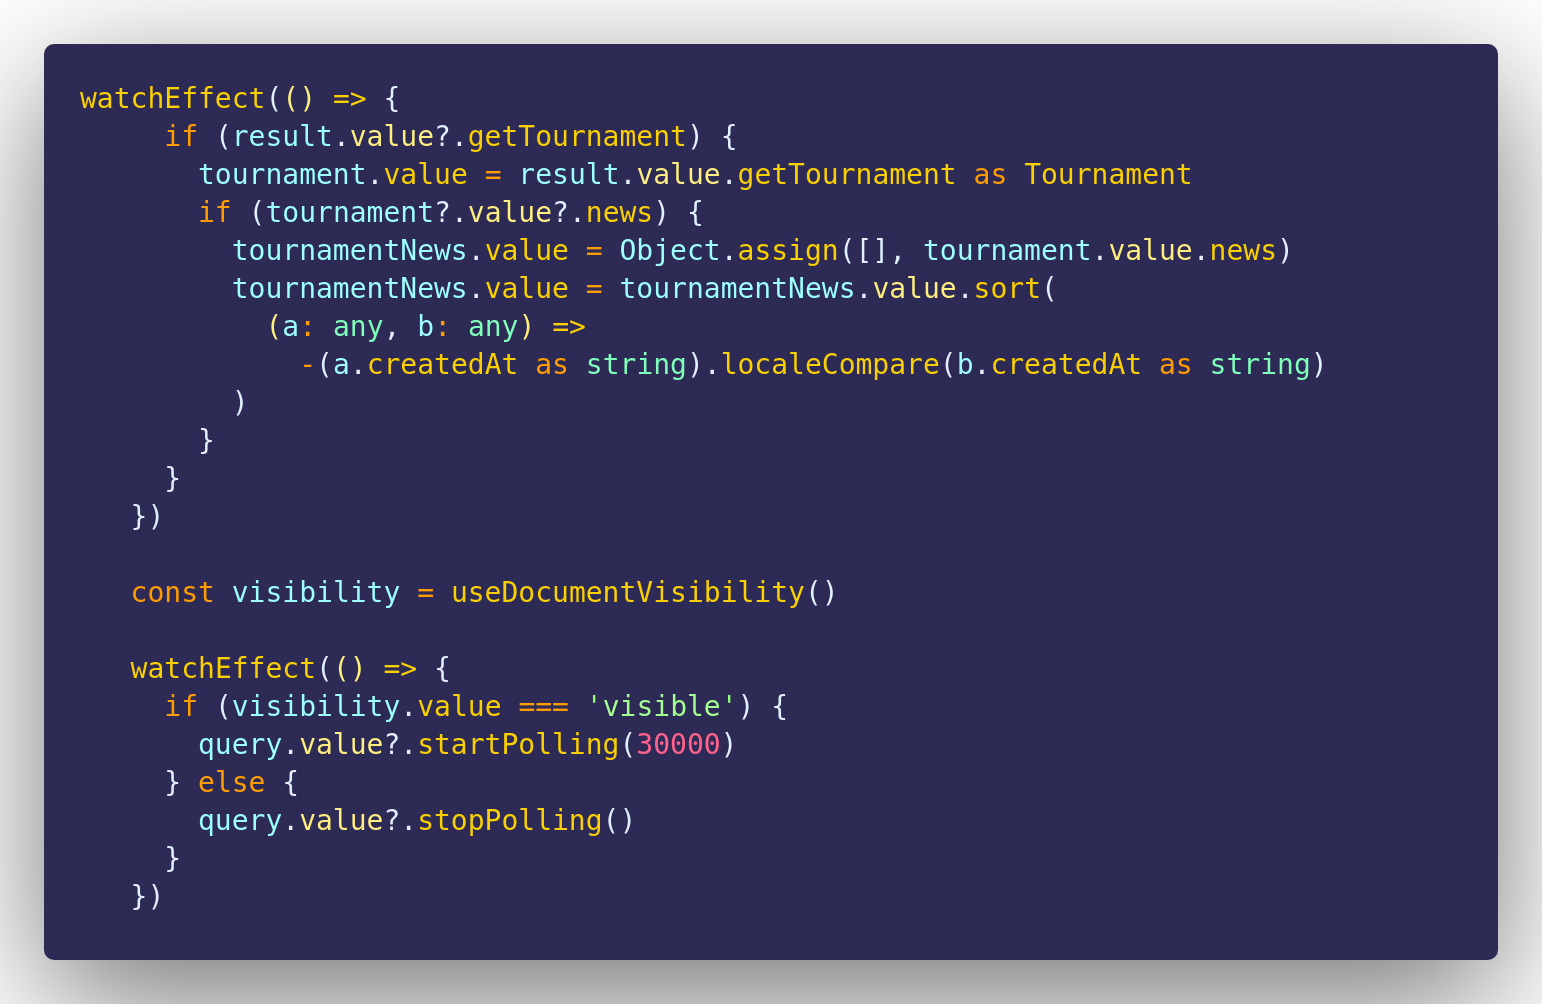 watchEffect(() => {
     if (result.value?.getTournament) {
       tournament.value = result.value.getTournament as Tournament
       if (tournament?.value?.news) {
         tournamentNews.value = Object.assign([], tournament.value.news)
         tournamentNews.value = tournamentNews.value.sort(
           (a: any, b: any) =>
             -(a.createdAt as string).localeCompare(b.createdAt as string)
         )
       }
     }
   })

   const visibility = useDocumentVisibility()

   watchEffect(() => {
     if (visibility.value === 'visible') {
       query.value?.startPolling(30000)
     } else {
       query.value?.stopPolling()
     }
   })